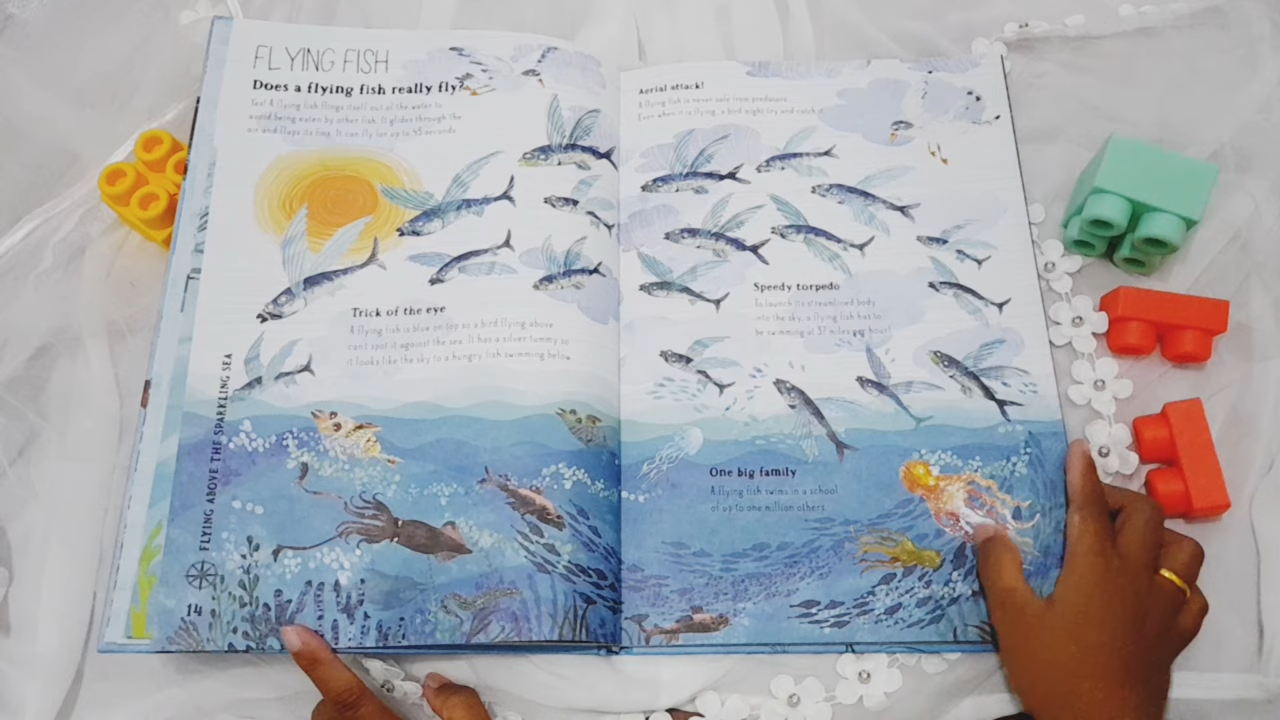 FLYING FISH
Does a flying fish really fly?
Yes! A flying fish flings itself out of the water to
avoid being eaten by other fish. It glides through the
air and flaps its fins. It can fly for up to 45 seconds.
Trick of the eye
A flying fish is blue on top so a bird flying above
can't spot it against the sea. It has a silver tummy so
it looks like the sky to a hungry fish swimming below.
FLYING ABOVE THE SPARKLING SEA
14
Aerial attack!
A flying fish is never safe from predators.
Even when it is flying, a bird might try and catch it.
Speedy torpedo
To launch its streamlined body
into the sky, a flying fish has to
be swimming at 37 miles per hour!
One big family
A flying fish swims in a school
of up to one million others.